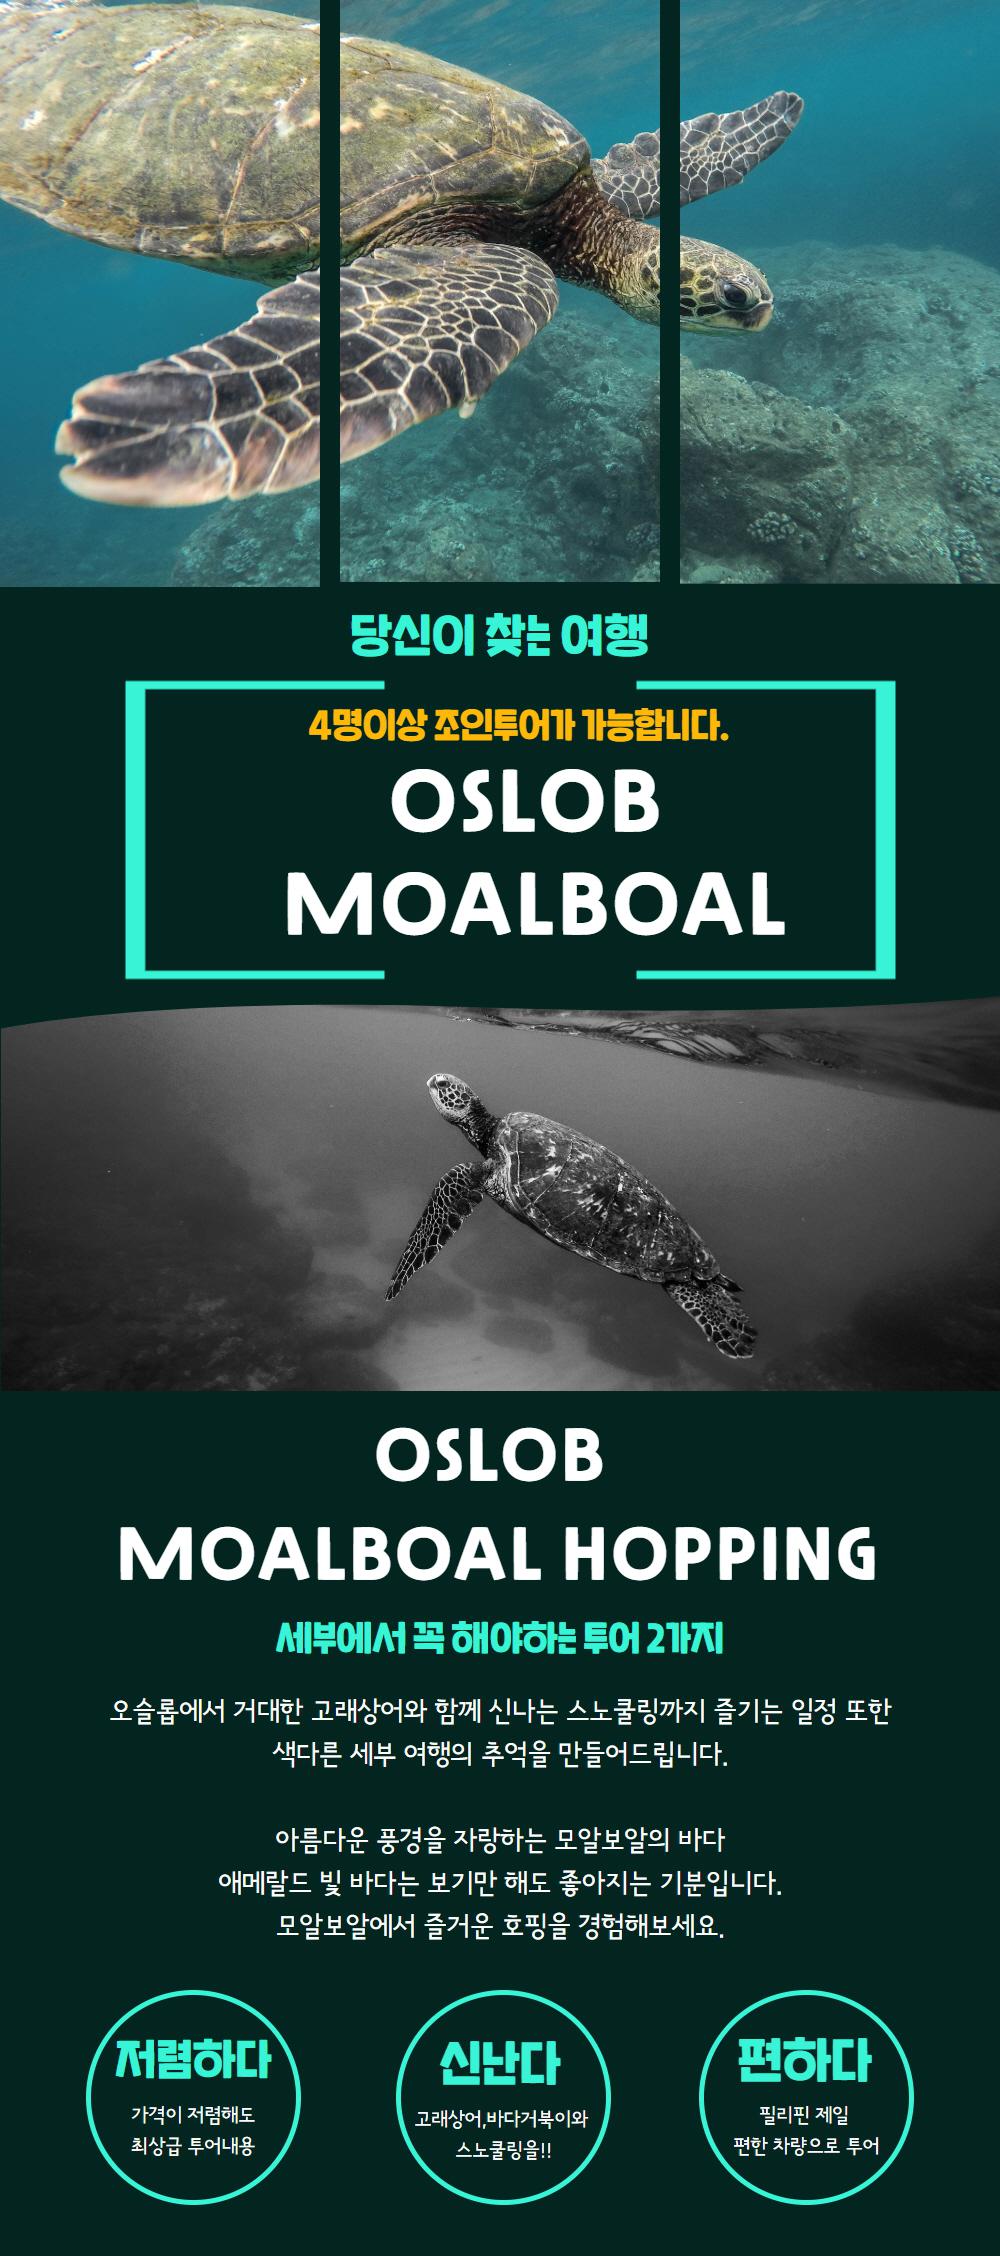 당신이 찾는 여행
4명이상 조인투어가 가능합니다.
OSLOB
MOALBOAL
OSLOB
MOALBOAL HOPPING
세부에서 꼭 해야하는 투어 2가지
오슬롭에서 거대한 고래상어와 함께 신나는 스노쿨링까지 즐기는 일정 또한
색다른 세부 여행의 추억을 만들어드립니다.
아름다운 풍경을 자랑하는 모알보알의 바다
애메랄드 빛 바다는 보기만 해도 좋아지는 기분입니다.
모알보알에서 즐거운 호핑을 경험해보세요.
저렴하다
가격이 저렴해도
최상급 투어내용
신난다
고래상어,바다거북이와
스노쿨링을!!
편하다
필리핀 제일
편한 차량으로 투어